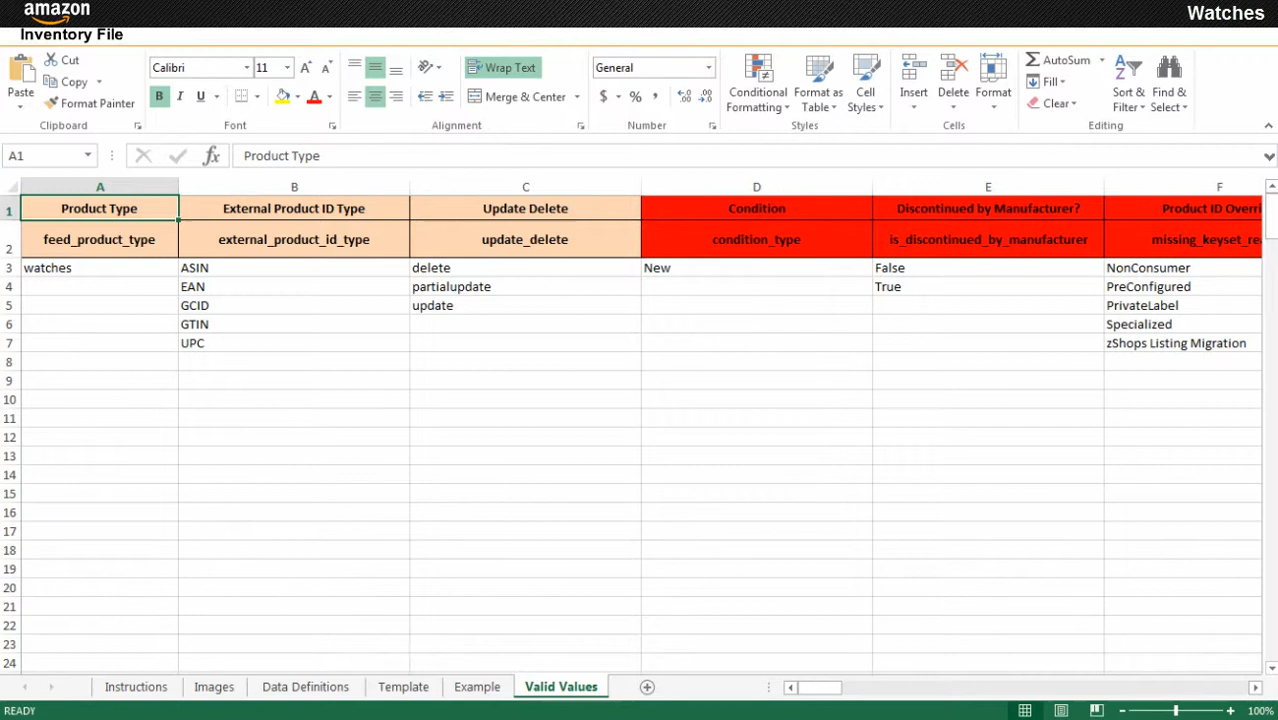 amazon
Watches
Inventory File
Paste
Cut
Copy
Format Painter
Clipboard
Calibri
11
A A
B I U A
Font
Wrap Text
Merge & Center
Alignment
General
$ % ,
Number
Conditional Formatting
Format as Table
Cell Styles
Styles
Insert
Delete
Format
Cells
AutoSum
Fill
Clear
Sort & Filter
Find & Select
Editing
A1
fx
Product Type
A B C D E F
1 Product Type External Product ID Type Update Delete Condition Discontinued by Manufacturer? Product ID Overri
2 feed_product_type external_product_id_type update_delete condition_type is_discontinued_by_manufacturer missing_keyset_rea
3 watches ASIN delete New False NonConsumer
4 EAN partialupdate True PreConfigured
5 GCID update PrivateLabel
6 GTIN Specialized
7 UPC zShops Listing Migration
8
9
10
11
12
13
14
15
16
17
18
19
20
21
22
23
24
Instructions Images Data Definitions Template Example Valid Values
READY
100%